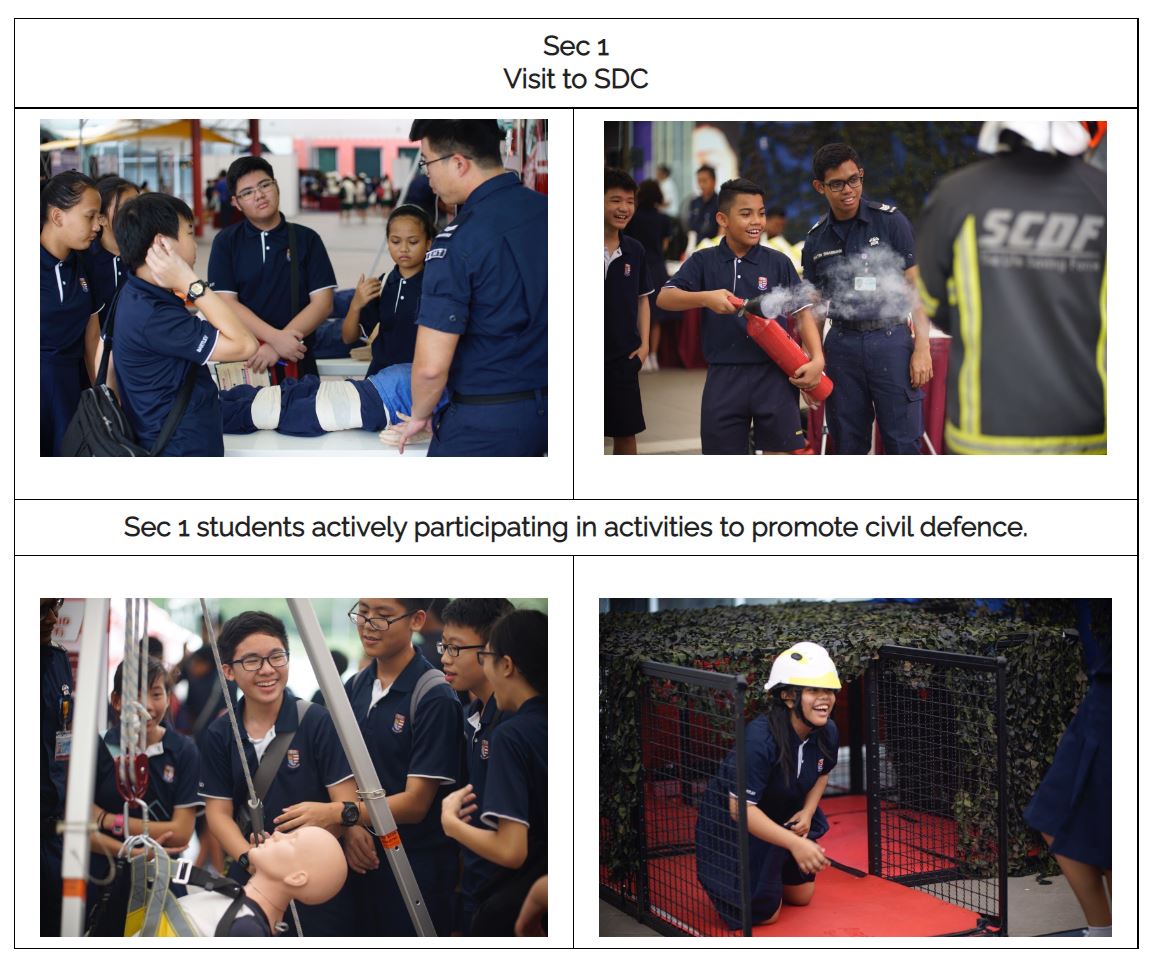 Sec 1
Visit to SDC
SCDF
Sec 1 students actively participating in activities to promote civil defence.